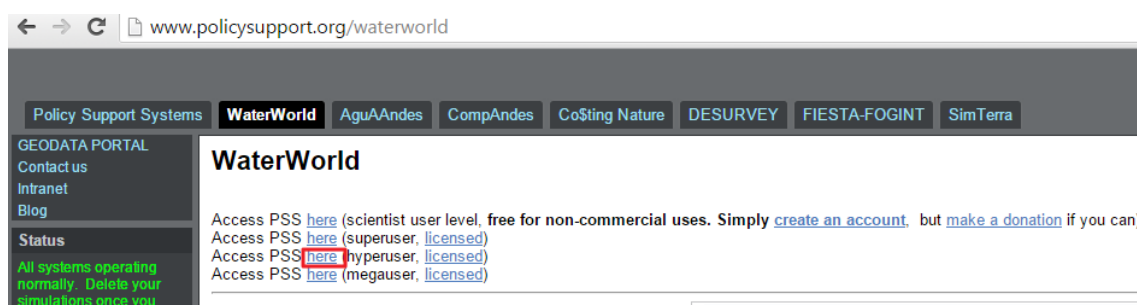 www.policysupport.org/waterworld
Policy Support Systems WaterWorld AguAAndes CompAndes Co$ting Nature DESURVEY FIESTA-FOGINT SimTerra
GEODATA PORTAL
Contact us
Intranet
Blog
Status
All systems operating
normally. Delete your
simulations once you
WaterWorld
Access PSS here (scientist user level, free for non-commercial uses. Simply create an account, but make a donation if you can)
Access PSS here (superuser, licensed)
Access PSS here (hyperuser, licensed)
Access PSS here (megauser, licensed)